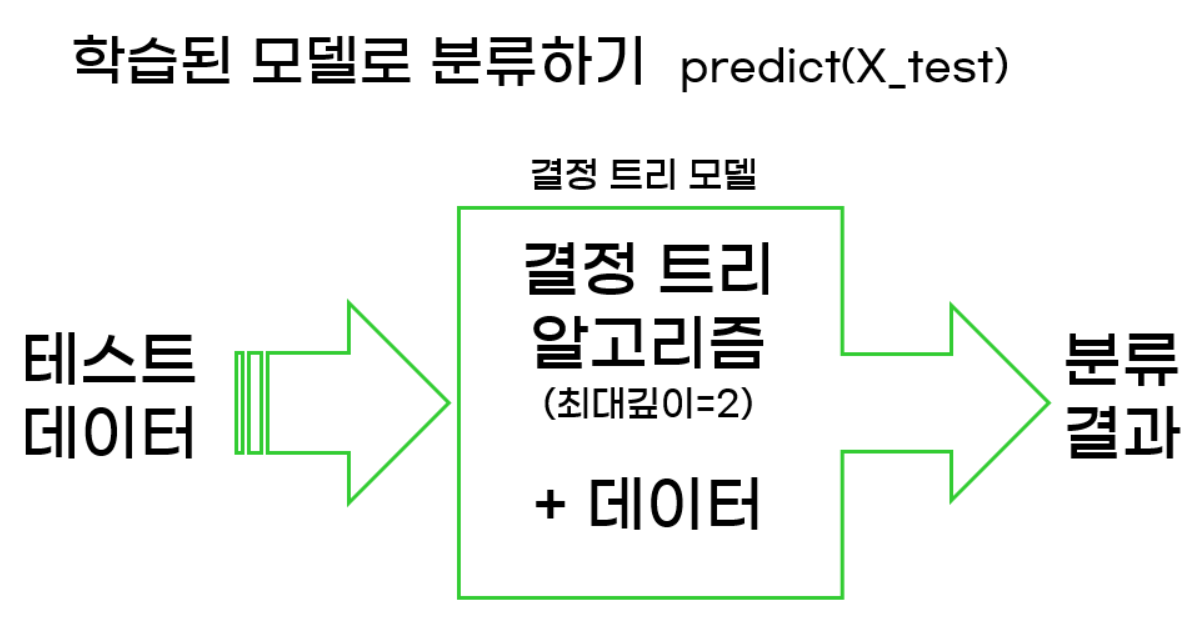 학습된 모델로 분류하기 predict(X_test)
결정 트리 모델
결정 트리
알고리즘
(최대깊이=2)
+ 데이터
테스트
데이터
분류
결과